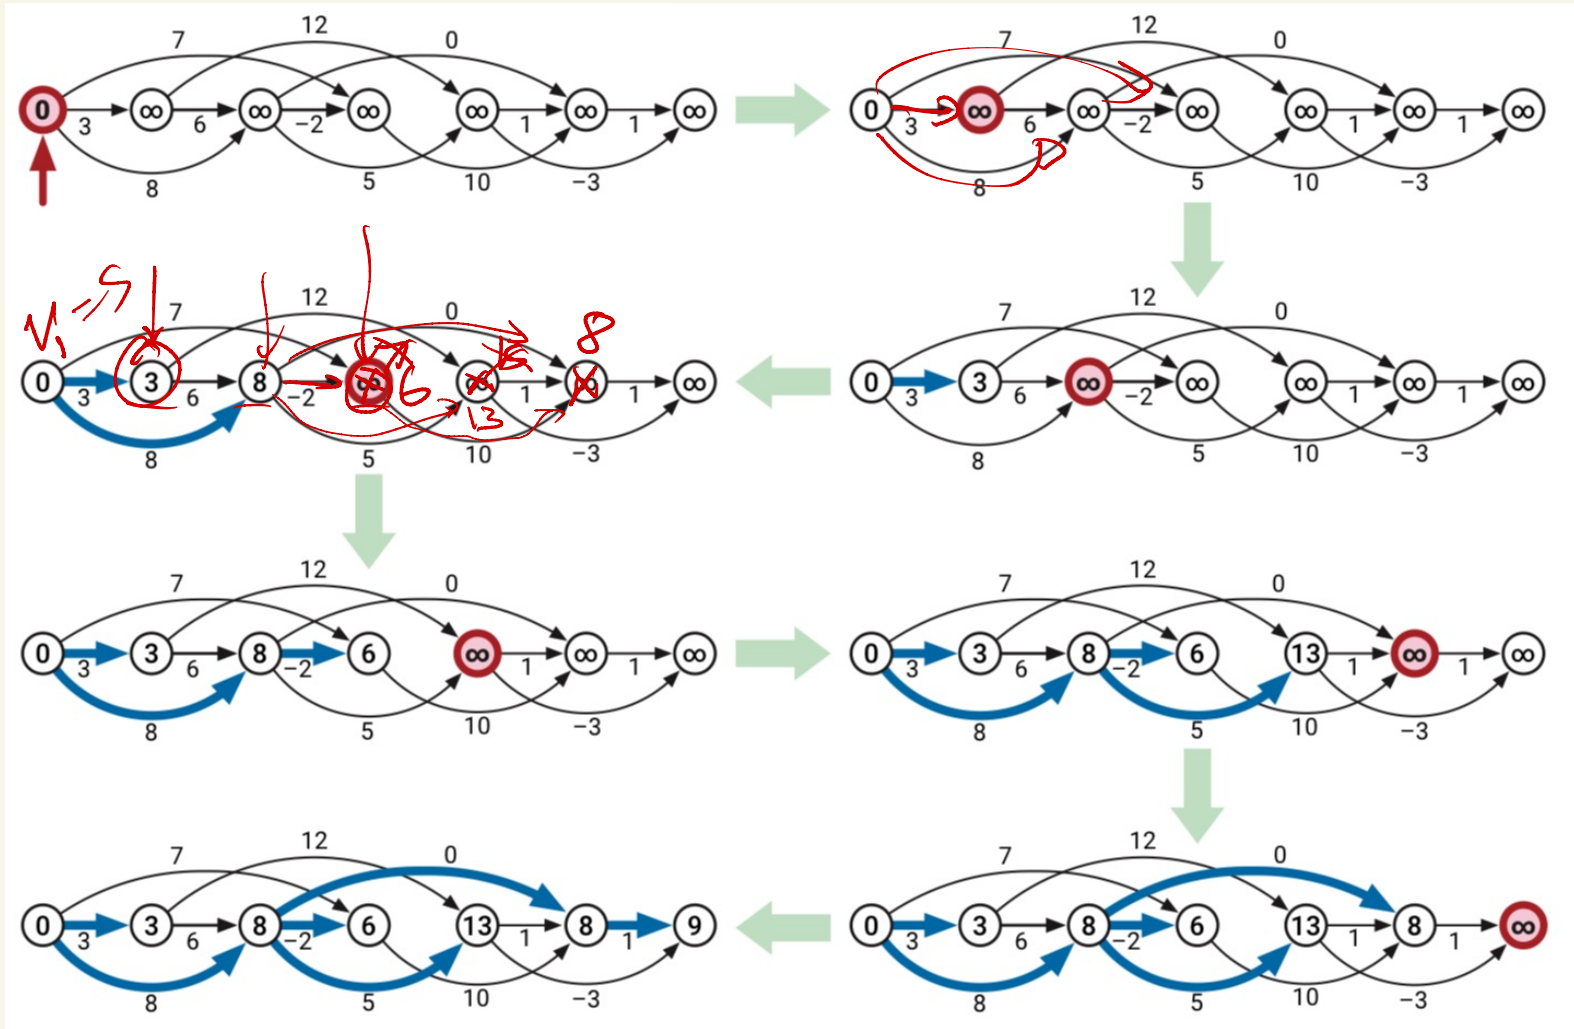 7 12 0
0 ∞ ∞ ∞ ∞ ∞ ∞
3 6 −2 1 1
8 5 10 −3
7 12 0
0 ∞ ∞ ∞ ∞ ∞ ∞
3 6 −2 1 1
8 5 10 −3
V₁ = S
7 12 0 8
0 3 8 ∞ 6 ∞ ∞ ∞
3 6 −2 13 1 1
8 5 10 −3
7 12 0
0 3 ∞ ∞ ∞ ∞ ∞
3 6 −2 1 1
8 5 10 −3
7 12 0
0 3 8 6 ∞ ∞ ∞
3 6 −2 1 1
8 5 10 −3
7 12 0
0 3 8 6 13 ∞ ∞
3 6 −2 1 1
8 5 10 −3
7 12 0
0 3 8 6 13 8 9
3 6 −2 1 1
8 5 10 −3
7 12 0
0 3 8 6 13 8 ∞
3 6 −2 1 1
8 5 10 −3